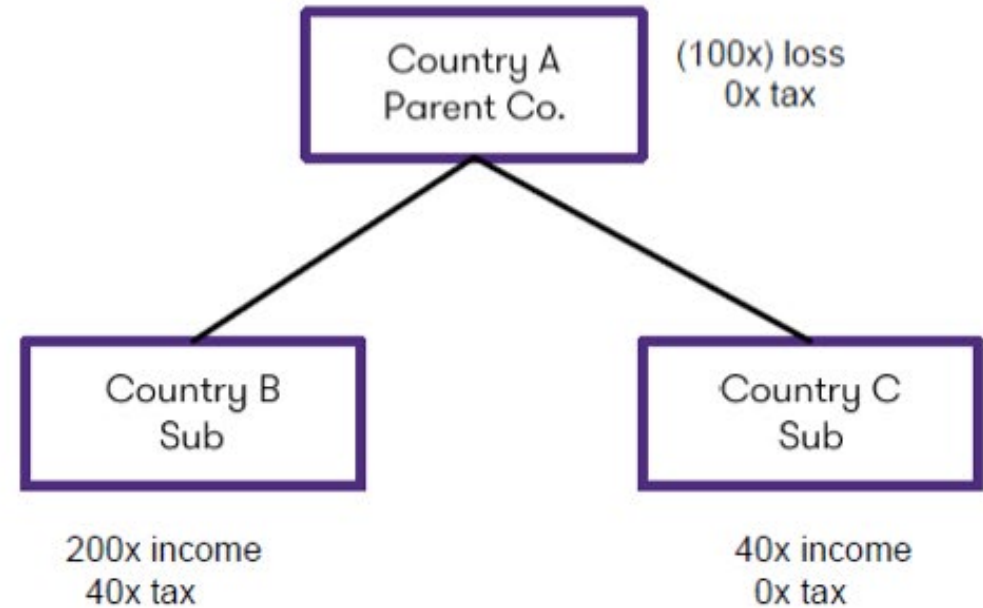 Country A
Parent Co.
(100x) loss
0x tax
Country B
Sub
200x income
40x tax
Country C
Sub
40x income
0x tax